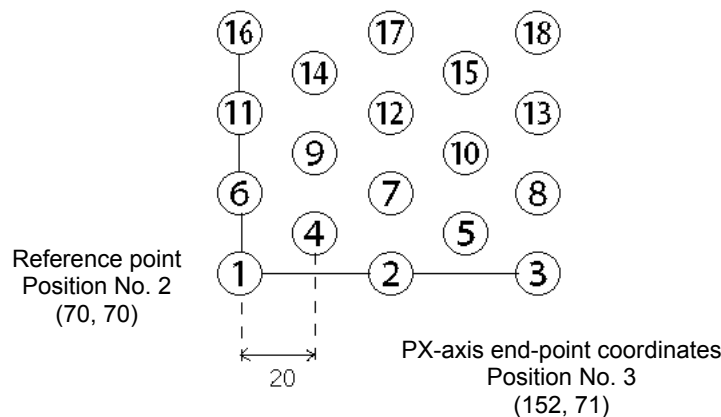 16 17 18
14 15
11 12 13
9 10
6 7 8
4 5
Reference point
Position No. 2
(70, 70)
1 2 3
20
PX-axis end-point coordinates
Position No. 3
(152, 71)